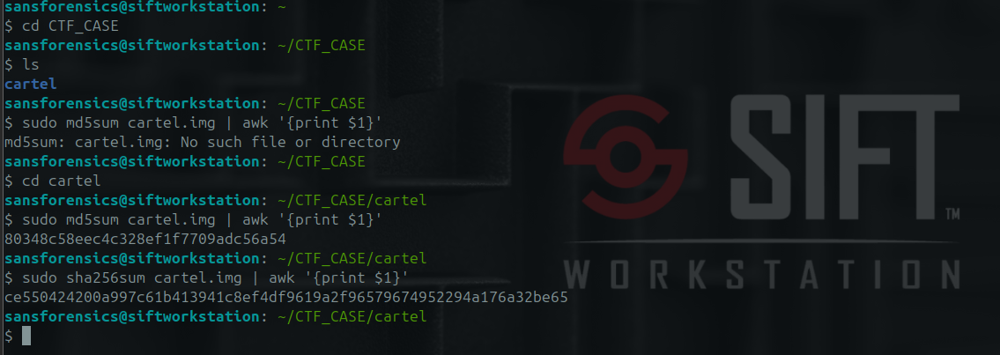 sansforensics@siftworkstation: ~
$ cd CTF_CASE
sansforensics@siftworkstation: ~/CTF_CASE
$ ls
cartel
sansforensics@siftworkstation: ~/CTF_CASE
$ sudo md5sum cartel.img | awk '{print $1}'
md5sum: cartel.img: No such file or directory
sansforensics@siftworkstation: ~/CTF_CASE
$ cd cartel
sansforensics@siftworkstation: ~/CTF_CASE/cartel
$ sudo md5sum cartel.img | awk '{print $1}'
80348c58eec4c328ef1f7709adc56a54
sansforensics@siftworkstation: ~/CTF_CASE/cartel
$ sudo sha256sum cartel.img | awk '{print $1}'
ce550424200a997c61b413941c8ef4df9619a2f96579674952294a176a32be65
sansforensics@siftworkstation: ~/CTF_CASE/cartel
$
SIFT™
WORKSTATION